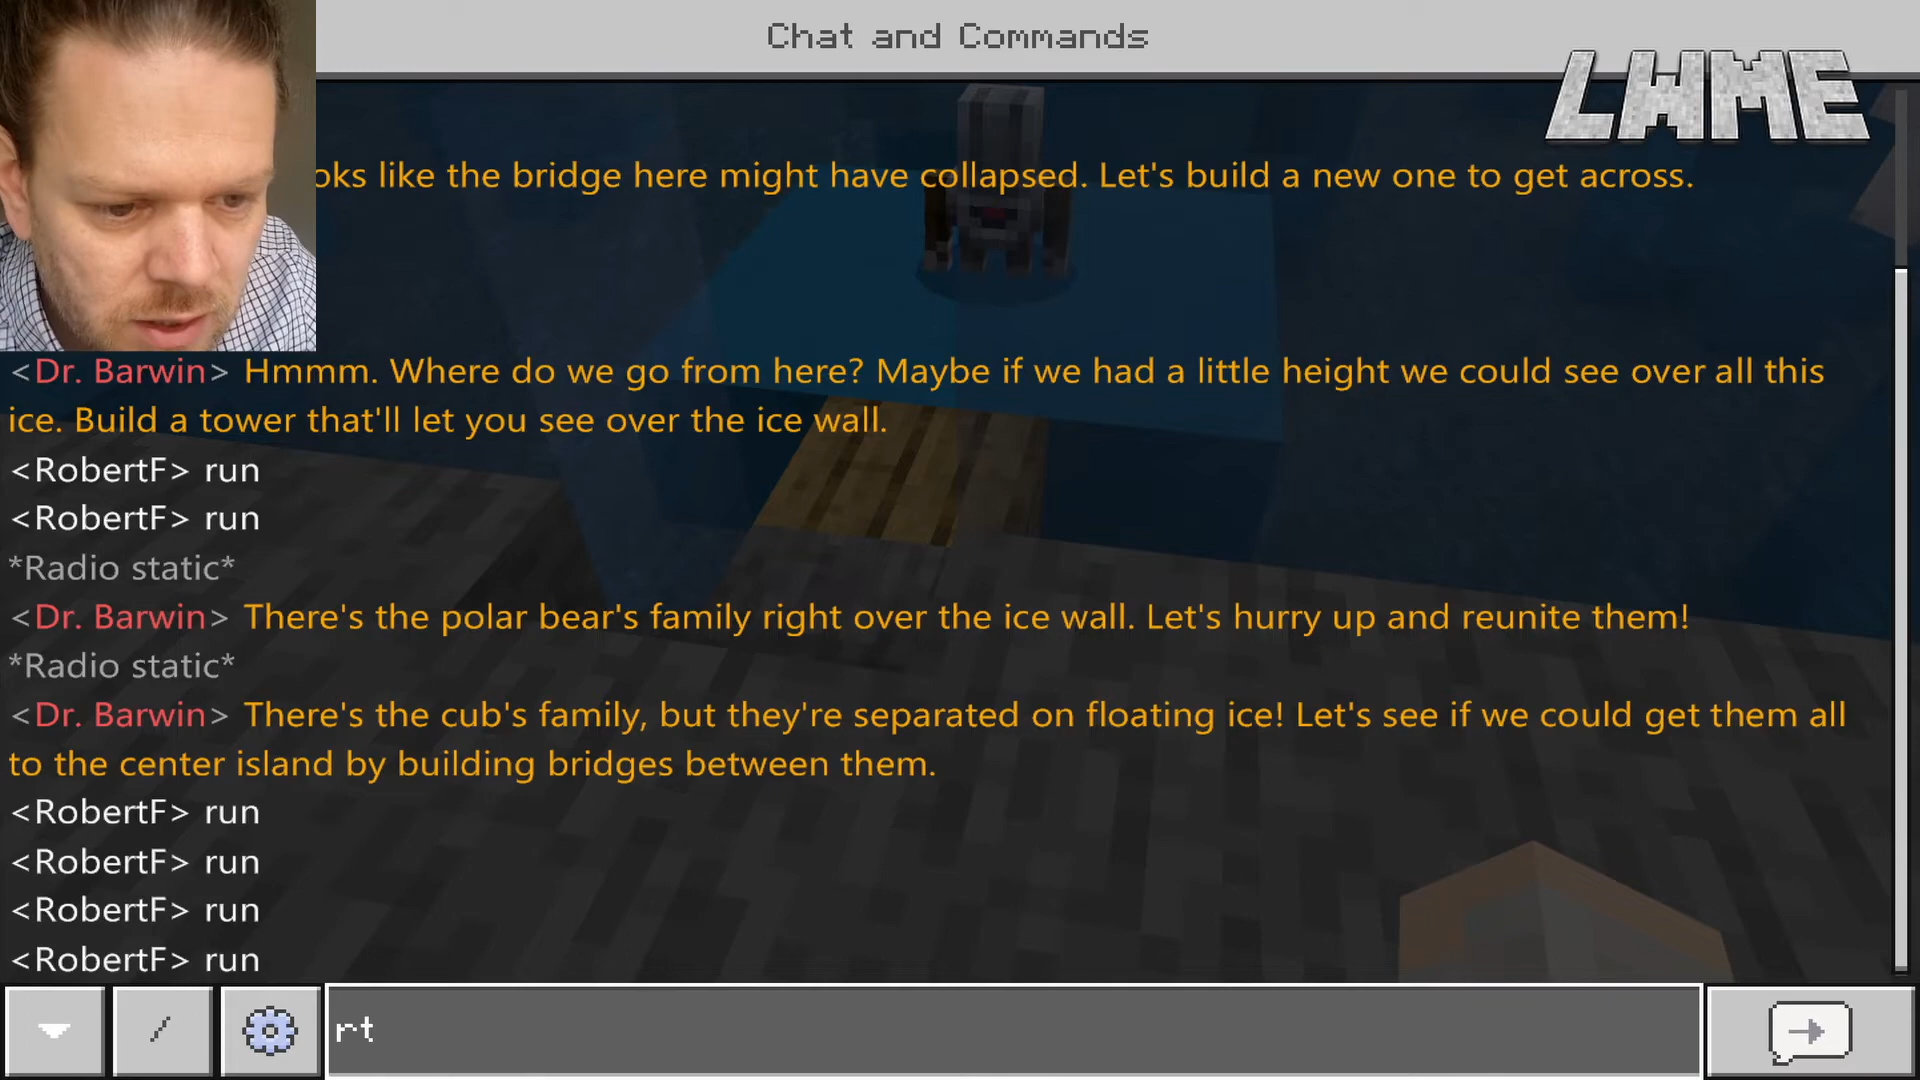 Chat and Commands
LWME
oks like the bridge here might have collapsed. Let's build a new one to get across.
<Dr. Barwin> Hmmm. Where do we go from here? Maybe if we had a little height we could see over all this
ice. Build a tower that'll let you see over the ice wall.
<RobertF> run
<RobertF> run
*Radio static*
<Dr. Barwin> There's the polar bear's family right over the ice wall. Let's hurry up and reunite them!
*Radio static*
<Dr. Barwin> There's the cub's family, but they're separated on floating ice! Let's see if we could get them all
to the center island by building bridges between them.
<RobertF> run
<RobertF> run
<RobertF> run
<RobertF> run
/
rt